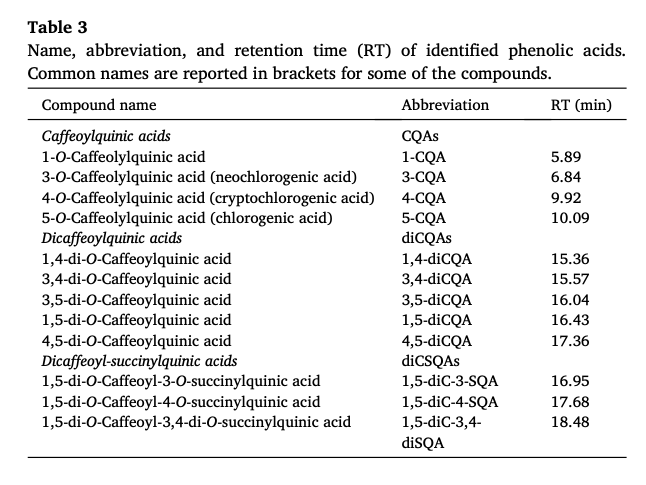 Table 3
Name, abbreviation, and retention time (RT) of identified phenolic acids.
Common names are reported in brackets for some of the compounds.
Compound name Abbreviation RT (min)
Caffeoylquinic acids CQAs
1-O-Caffeolylquinic acid 1-CQA 5.89
3-O-Caffeolylquinic acid (neochlorogenic acid) 3-CQA 6.84
4-O-Caffeolylquinic acid (cryptochlorogenic acid) 4-CQA 9.92
5-O-Caffeolylquinic acid (chlorogenic acid) 5-CQA 10.09
Dicaffeoylquinic acids diCQAs
1,4-di-O-Caffeoylquinic acid 1,4-diCQA 15.36
3,4-di-O-Caffeoylquinic acid 3,4-diCQA 15.57
3,5-di-O-Caffeoylquinic acid 3,5-diCQA 16.04
1,5-di-O-Caffeoylquinic acid 1,5-diCQA 16.43
4,5-di-O-Caffeoylquinic acid 4,5-diCQA 17.36
Dicaffeoyl-succinylquinic acids diCSQAs
1,5-di-O-Caffeoyl-3-O-succinylquinic acid 1,5-diC-3-SQA 16.95
1,5-di-O-Caffeoyl-4-O-succinylquinic acid 1,5-diC-4-SQA 17.68
1,5-di-O-Caffeoyl-3,4-di-O-succinylquinic acid 1,5-diC-3,4- 18.48
diSQA